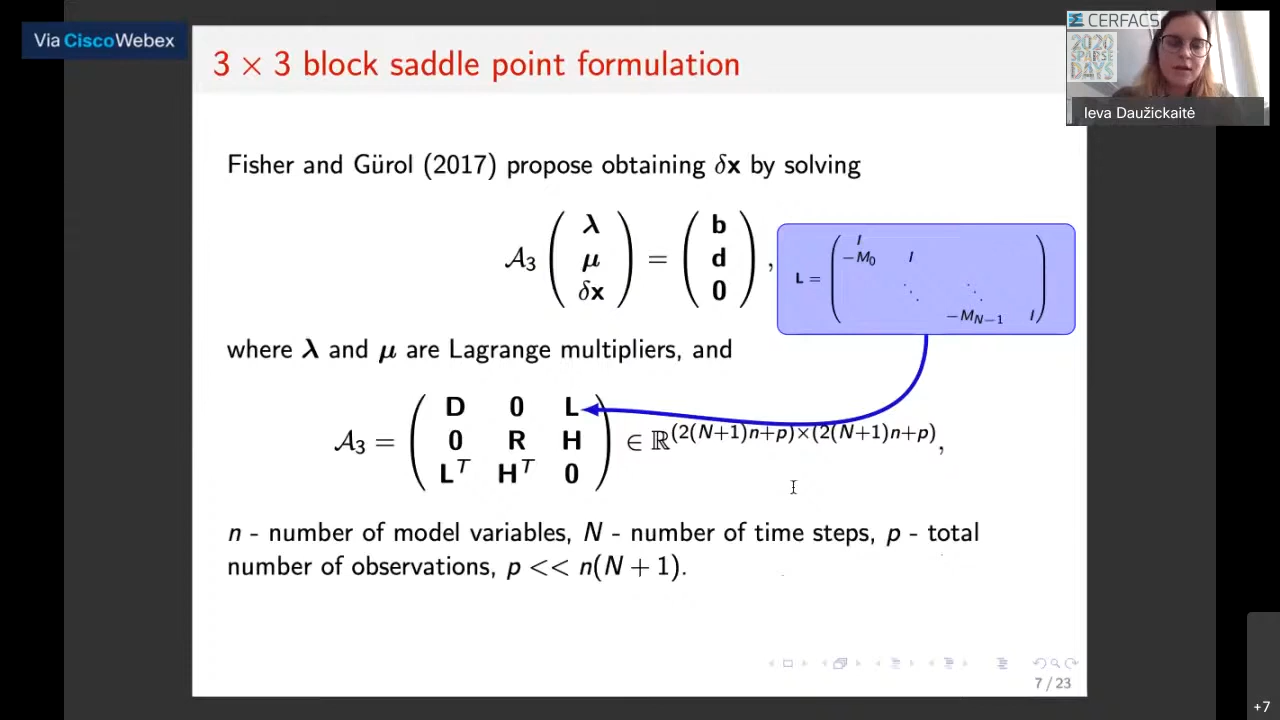 Via CiscoWebex
3 × 3 block saddle point formulation
CERFACS
2020
SPARSE
DAYS
Ieva Daužickaitė
Fisher and Gürol (2017) propose obtaining δx by solving
A₃ ( λ μ δx ) = ( b d 0 ) ,
L = ( I
−M₀ I
⋱ ⋱
−M_{N−1} I )
where λ and μ are Lagrange multipliers, and
A₃ = ( D 0 L
0 R H
Lᵀ Hᵀ 0 ) ∈ ℝ^{(2(N+1)n+p)×(2(N+1)n+p)},
n - number of model variables, N - number of time steps, p - total
number of observations, p << n(N + 1).
7 / 23
+7